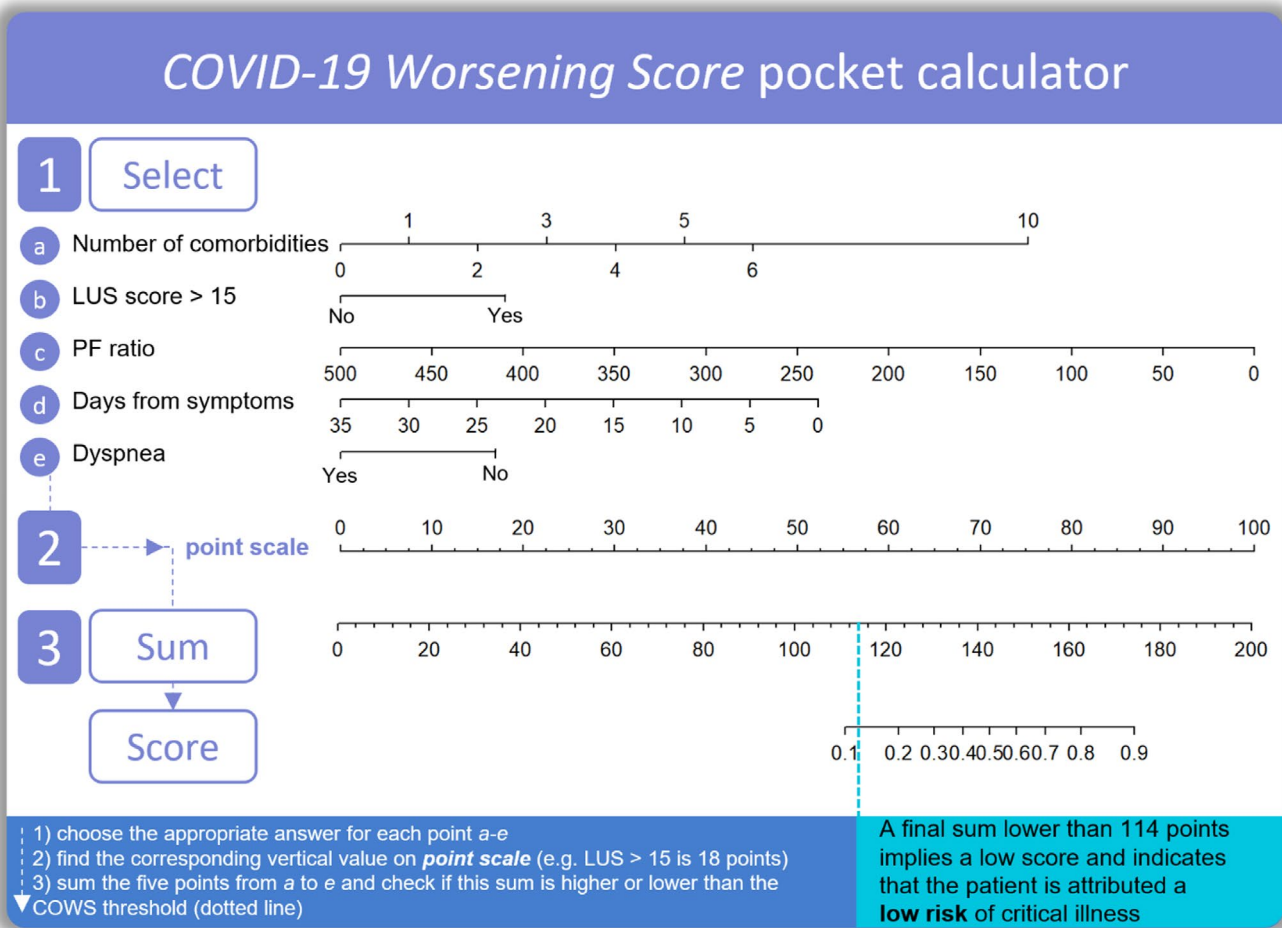 COVID-19 Worsening Score pocket calculator
1 Select
1 3 5 10
a Number of comorbidities
0 2 4 6
b LUS score > 15
No Yes
c PF ratio
500 450 400 350 300 250 200 150 100 50 0
d Days from symptoms
35 30 25 20 15 10 5 0
e Dyspnea
Yes No
0 10 20 30 40 50 60 70 80 90 100
2 point scale
3 Sum
0 20 40 60 80 100 120 140 160 180 200
Score
0.1 0.2 0.3 0.4 0.5 0.6 0.7 0.8 0.9
1) choose the appropriate answer for each point a-e
2) find the corresponding vertical value on point scale (e.g. LUS > 15 is 18 points)
3) sum the five points from a to e and check if this sum is higher or lower than the
COWS threshold (dotted line)
A final sum lower than 114 points
implies a low score and indicates
that the patient is attributed a
low risk of critical illness